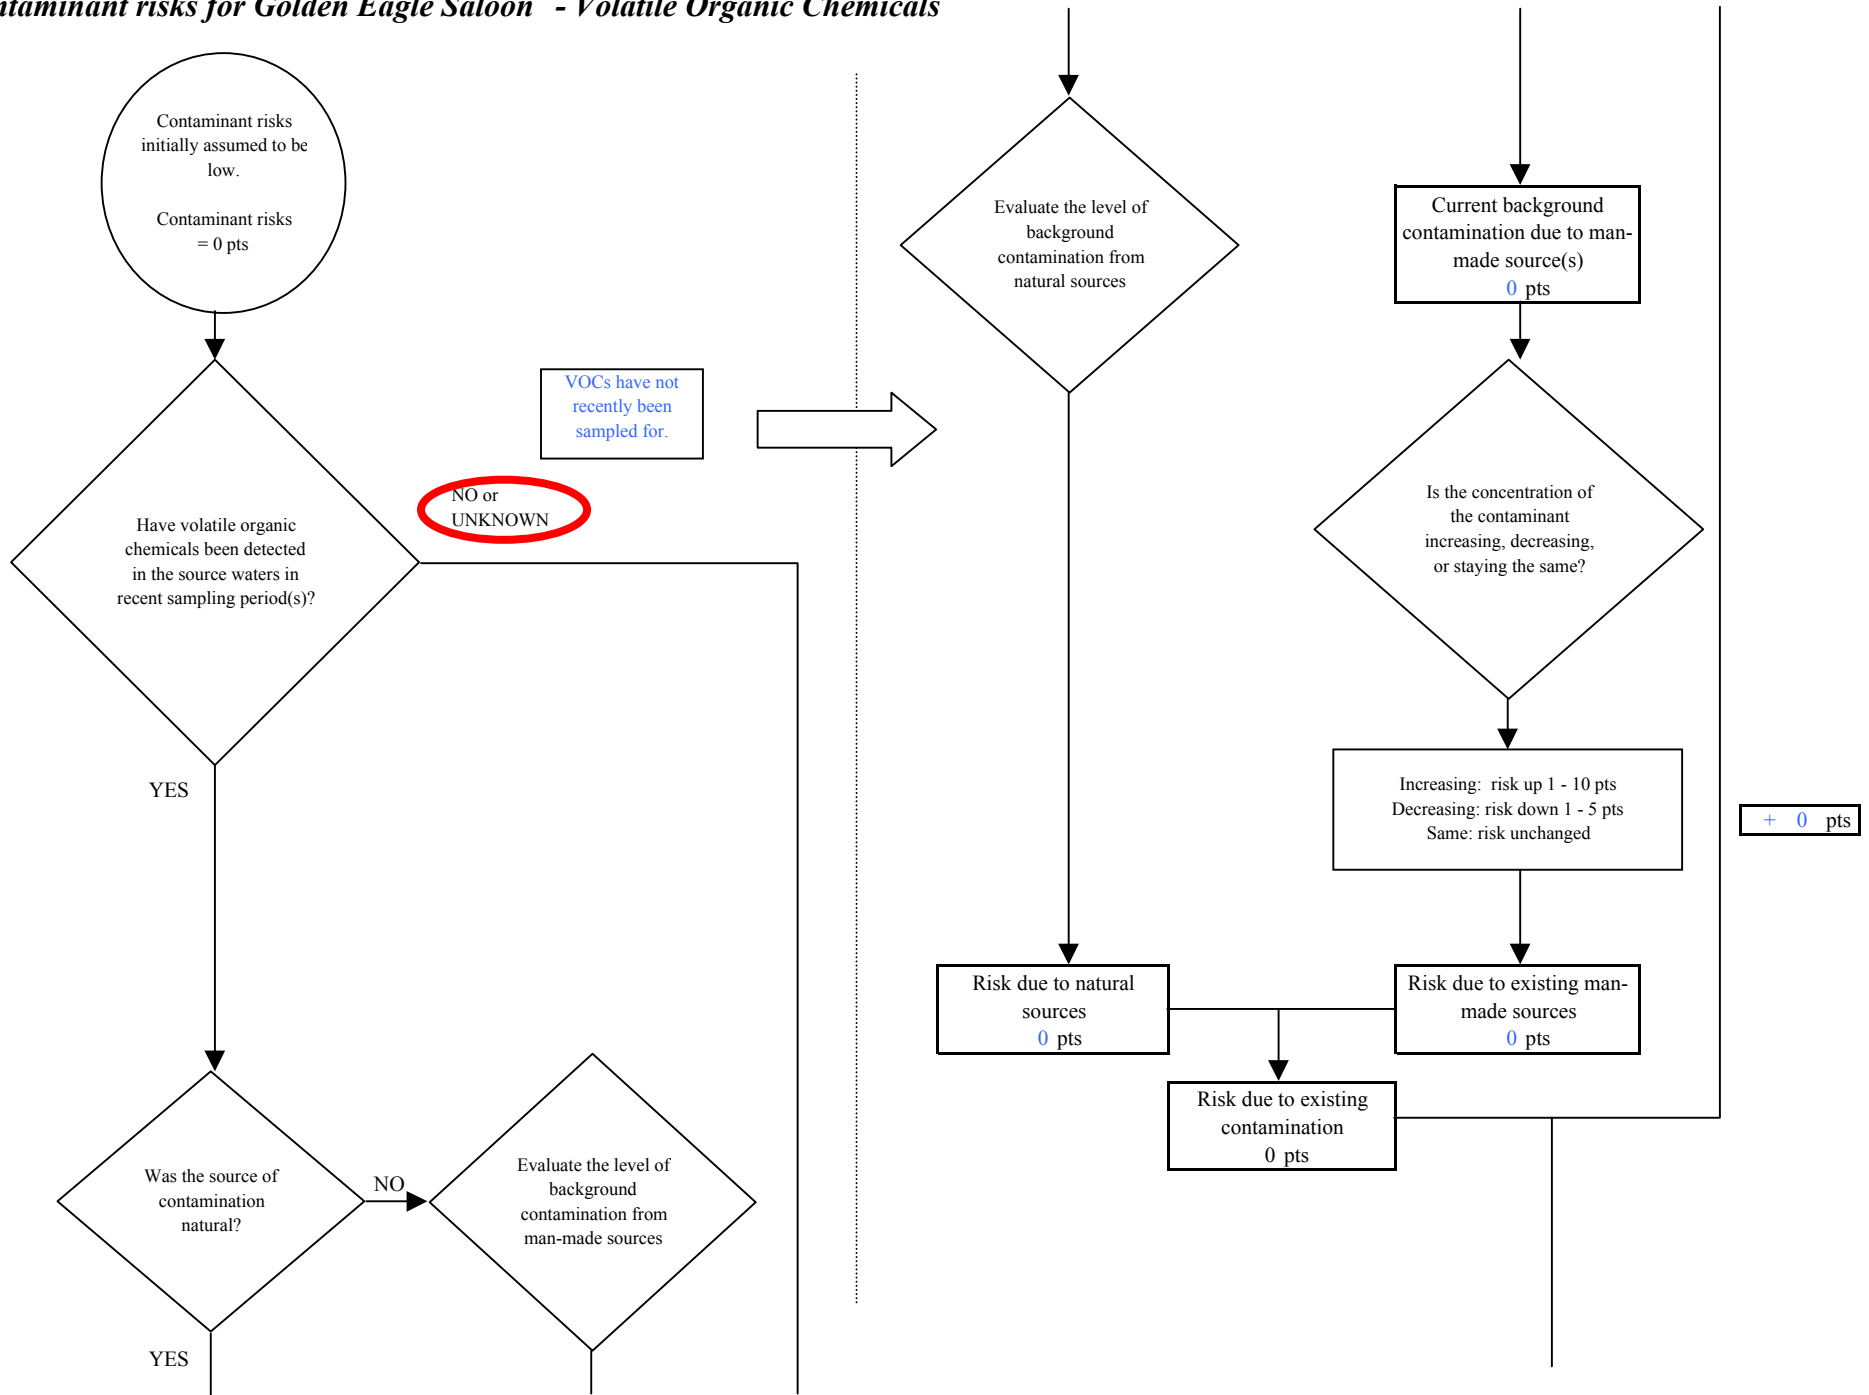 ntaminant risks for Golden Eagle Saloon - Volatile Organic Chemicals
Contaminant risks
initially assumed to be
low.
Contaminant risks
= 0 pts
VOCs have not
recently been
sampled for.
NO or
UNKNOWN
Have volatile organic
chemicals been detected
in the source waters in
recent sampling period(s)?
YES
Was the source of
contamination
natural?
NO
Evaluate the level of
background
contamination from
man-made sources
YES
Evaluate the level of
background
contamination from
natural sources
Current background
contamination due to man-
made source(s)
0 pts
Is the concentration of
the contaminant
increasing, decreasing,
or staying the same?
Increasing: risk up 1 - 10 pts
Decreasing: risk down 1 - 5 pts
Same: risk unchanged
+ 0 pts
Risk due to natural
sources
0 pts
Risk due to existing man-
made sources
0 pts
Risk due to existing
contamination
0 pts